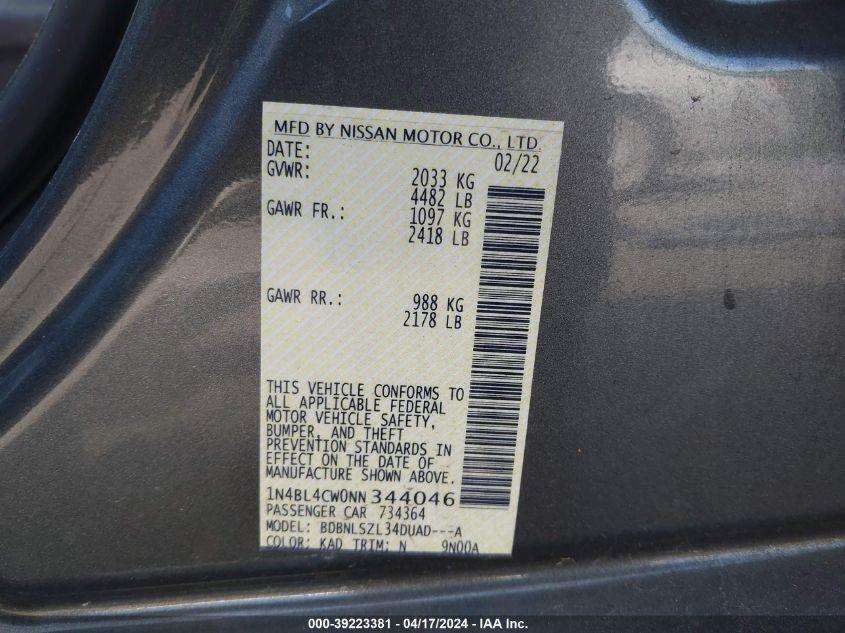 MFD BY NISSAN MOTOR CO., LTD.
DATE: 02/22
GVWR: 2033 KG
4482 LB
GAWR FR.: 1097 KG
2418 LB
GAWR RR.: 988 KG
2178 LB
THIS VEHICLE CONFORMS TO
ALL APPLICABLE FEDERAL
MOTOR VEHICLE SAFETY,
BUMPER, AND THEFT
PREVENTION STANDARDS IN
EFFECT ON THE DATE OF
MANUFACTURE SHOWN ABOVE.
1N4BL4CW0NN344046
PASSENGER CAR 734364
MODEL: BDBNLSZL34DUAD---A
COLOR: KAD TRIM: N 9N00A
000-39223381 - 04/17/2024 - IAA Inc.